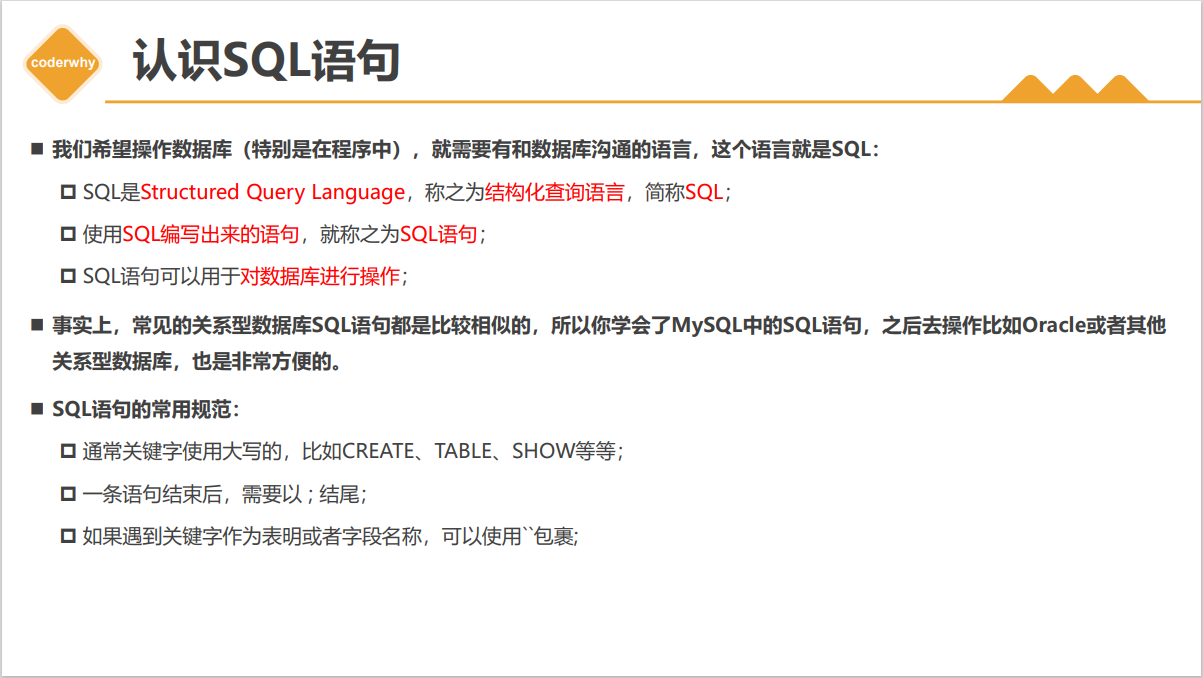 coderwhy
认识SQL语句
我们希望操作数据库（特别是在程序中），就需要有和数据库沟通的语言，这个语言就是SQL：
SQL是Structured Query Language，称之为结构化查询语言，简称SQL；
使用SQL编写出来的语句，就称之为SQL语句；
SQL语句可以用于对数据库进行操作；
事实上，常见的关系型数据库SQL语句都是比较相似的，所以你学会了MySQL中的SQL语句，之后去操作比如Oracle或者其他
关系型数据库，也是非常方便的。
SQL语句的常用规范：
通常关键字使用大写的，比如CREATE、TABLE、SHOW等等；
一条语句结束后，需要以 ; 结尾；
如果遇到关键字作为表明或者字段名称，可以使用``包裹;